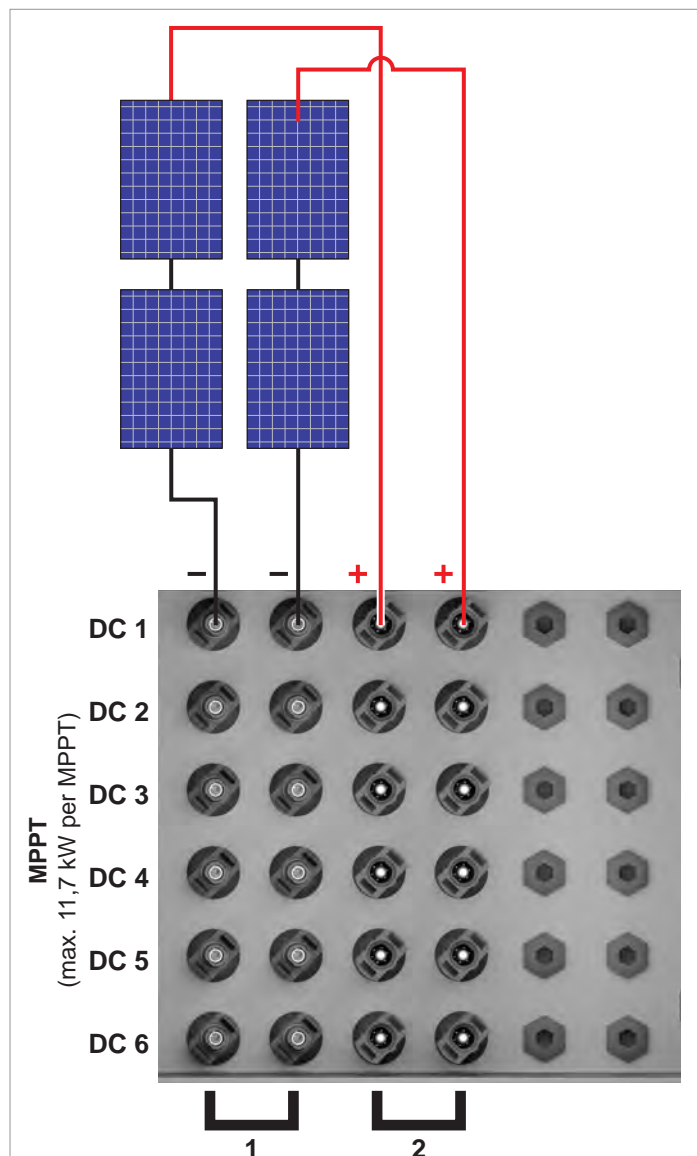 − − + +
DC 1
DC 2
DC 3
DC 4
DC 5
DC 6
MPPT
(max. 11,7 kW per MPPT)
1 2